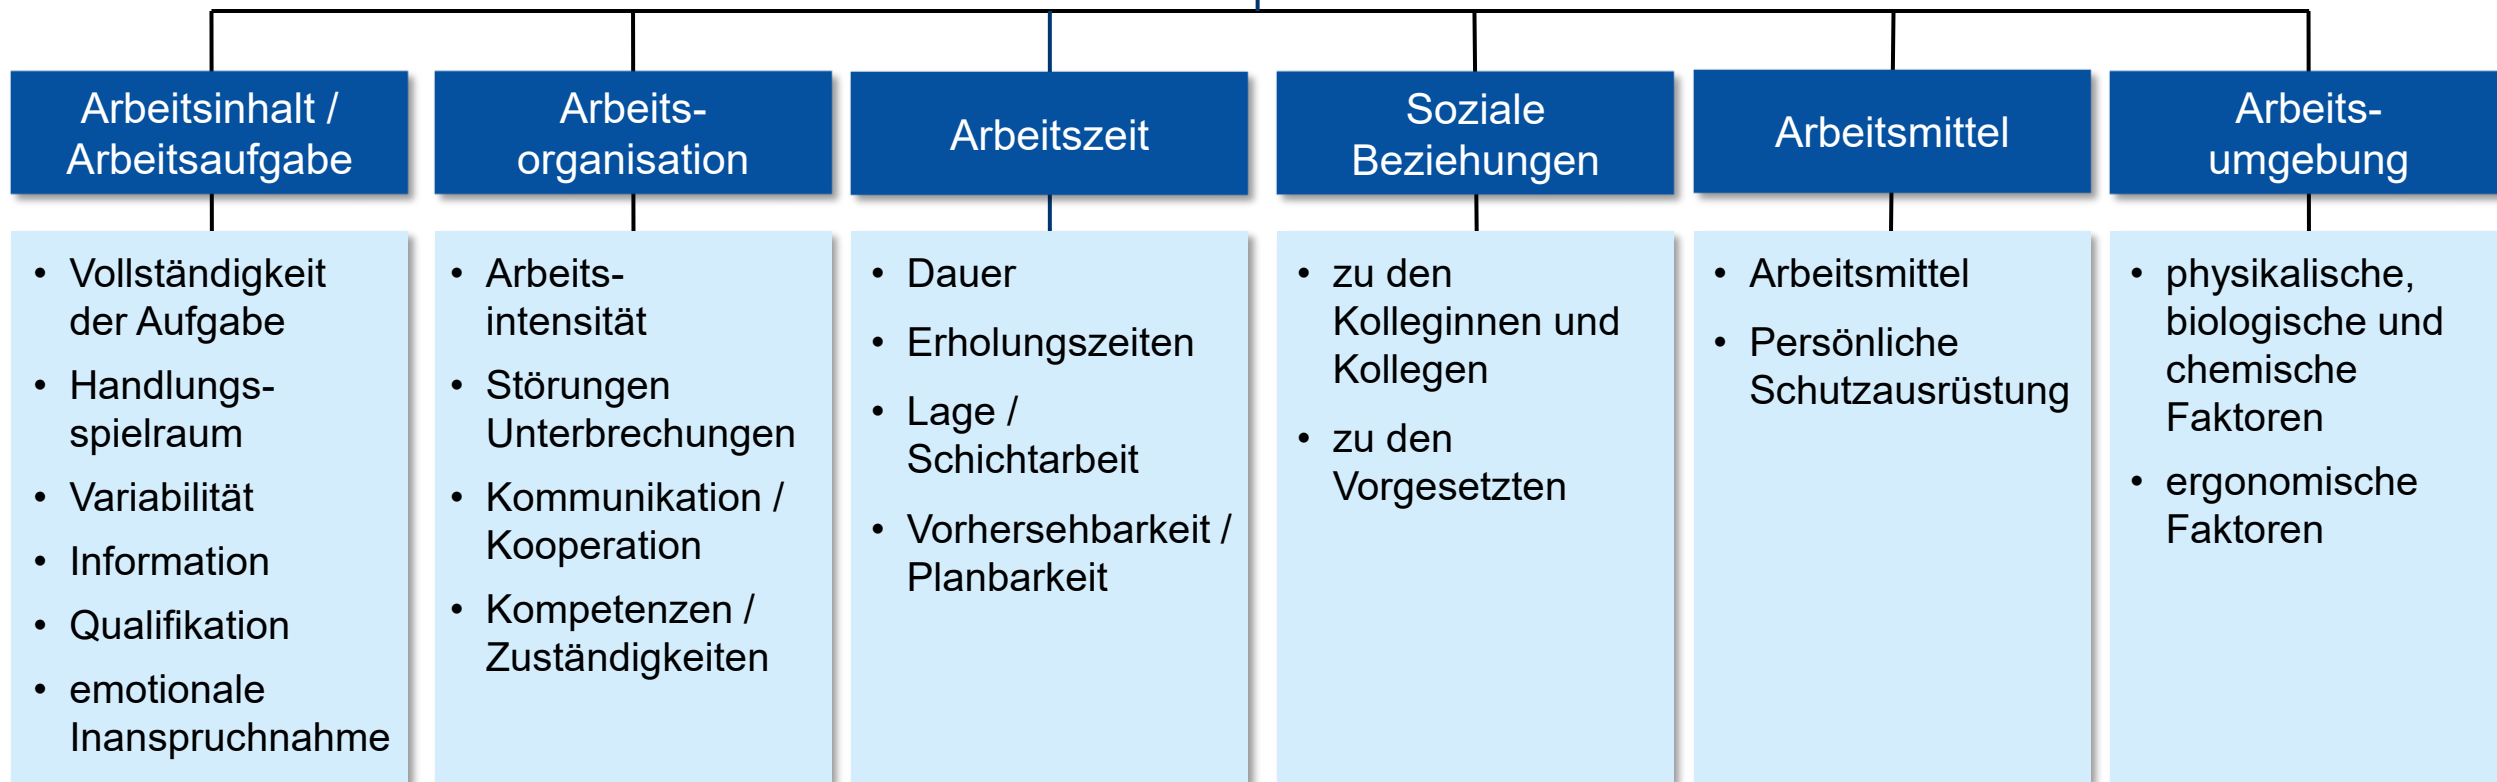 Arbeitsinhalt /
Arbeitsaufgabe
• Vollständigkeit
der Aufgabe
• Handlungs-
spielraum
• Variabilität
• Information
• Qualifikation
• emotionale
Inanspruchnahme
Arbeits-
organisation
• Arbeits-
intensität
• Störungen
Unterbrechungen
• Kommunikation /
Kooperation
• Kompetenzen /
Zuständigkeiten
Arbeitszeit
• Dauer
• Erholungszeiten
• Lage /
Schichtarbeit
• Vorhersehbarkeit /
Planbarkeit
Soziale
Beziehungen
• zu den
Kolleginnen und
Kollegen
• zu den
Vorgesetzten
Arbeitsmittel
• Arbeitsmittel
• Persönliche
Schutzausrüstung
Arbeits-
umgebung
• physikalische,
biologische und
chemische
Faktoren
• ergonomische
Faktoren